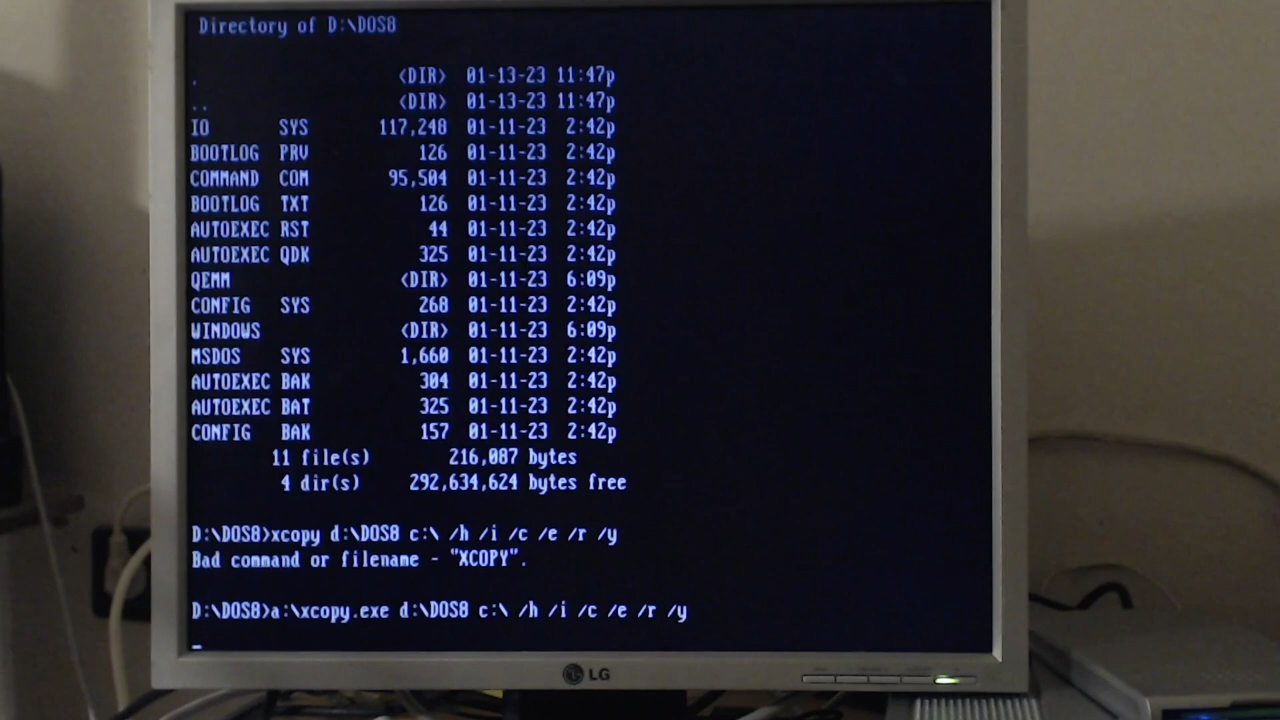 Directory of D:\DOS8
. <DIR> 01-13-23 11:47p
.. <DIR> 01-13-23 11:47p
IO SYS 117,248 01-11-23 2:42p
BOOTLOG PRV 126 01-11-23 2:42p
COMMAND COM 95,504 01-11-23 2:42p
BOOTLOG TXT 126 01-11-23 2:42p
AUTOEXEC RST 44 01-11-23 2:42p
AUTOEXEC QDK 325 01-11-23 2:42p
QEMM <DIR> 01-11-23 6:09p
CONFIG SYS 268 01-11-23 2:42p
WINDOWS <DIR> 01-11-23 6:09p
MSDOS SYS 1,660 01-11-23 2:42p
AUTOEXEC BAK 304 01-11-23 2:42p
AUTOEXEC BAT 325 01-11-23 2:42p
CONFIG BAK 157 01-11-23 2:42p
11 file(s) 216,087 bytes
4 dir(s) 292,634,624 bytes free
D:\DOS8>xcopy d:\DOS8 c:\ /h /i /c /e /r /y
Bad command or filename - "XCOPY".
D:\DOS8>a:\xcopy.exe d:\DOS8 c:\ /h /i /c /e /r /y
LG